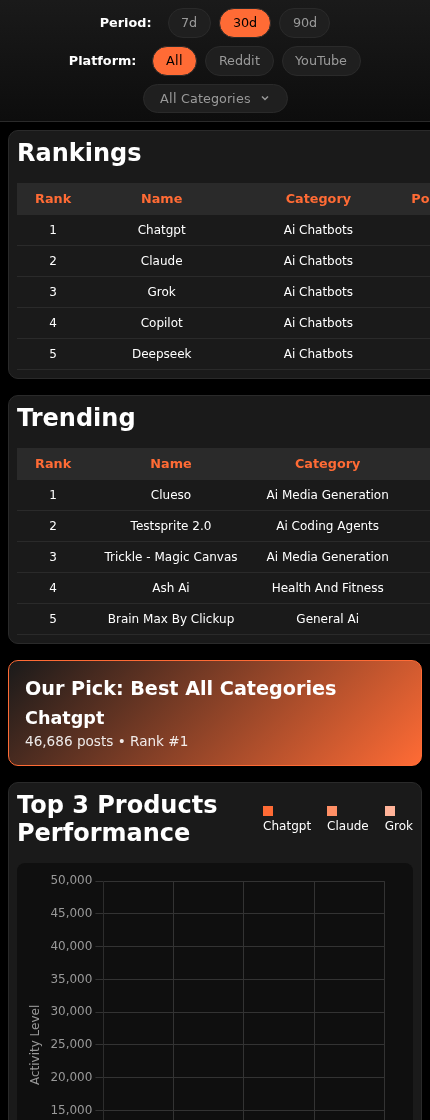 Period: 7d 30d 90d
Platform: All Reddit YouTube
All Categories
Rankings
Rank Name Category Po
1 Chatgpt Ai Chatbots
2 Claude Ai Chatbots
3 Grok Ai Chatbots
4 Copilot Ai Chatbots
5 Deepseek Ai Chatbots
Trending
Rank Name Category
1 Clueso Ai Media Generation
2 Testsprite 2.0 Ai Coding Agents
3 Trickle - Magic Canvas Ai Media Generation
4 Ash Ai Health And Fitness
5 Brain Max By Clickup General Ai
Our Pick: Best All Categories
Chatgpt
46,686 posts • Rank #1
Top 3 Products
Performance
Chatgpt Claude Grok
50,000
45,000
40,000
35,000
30,000
25,000
20,000
15,000
Activity Level